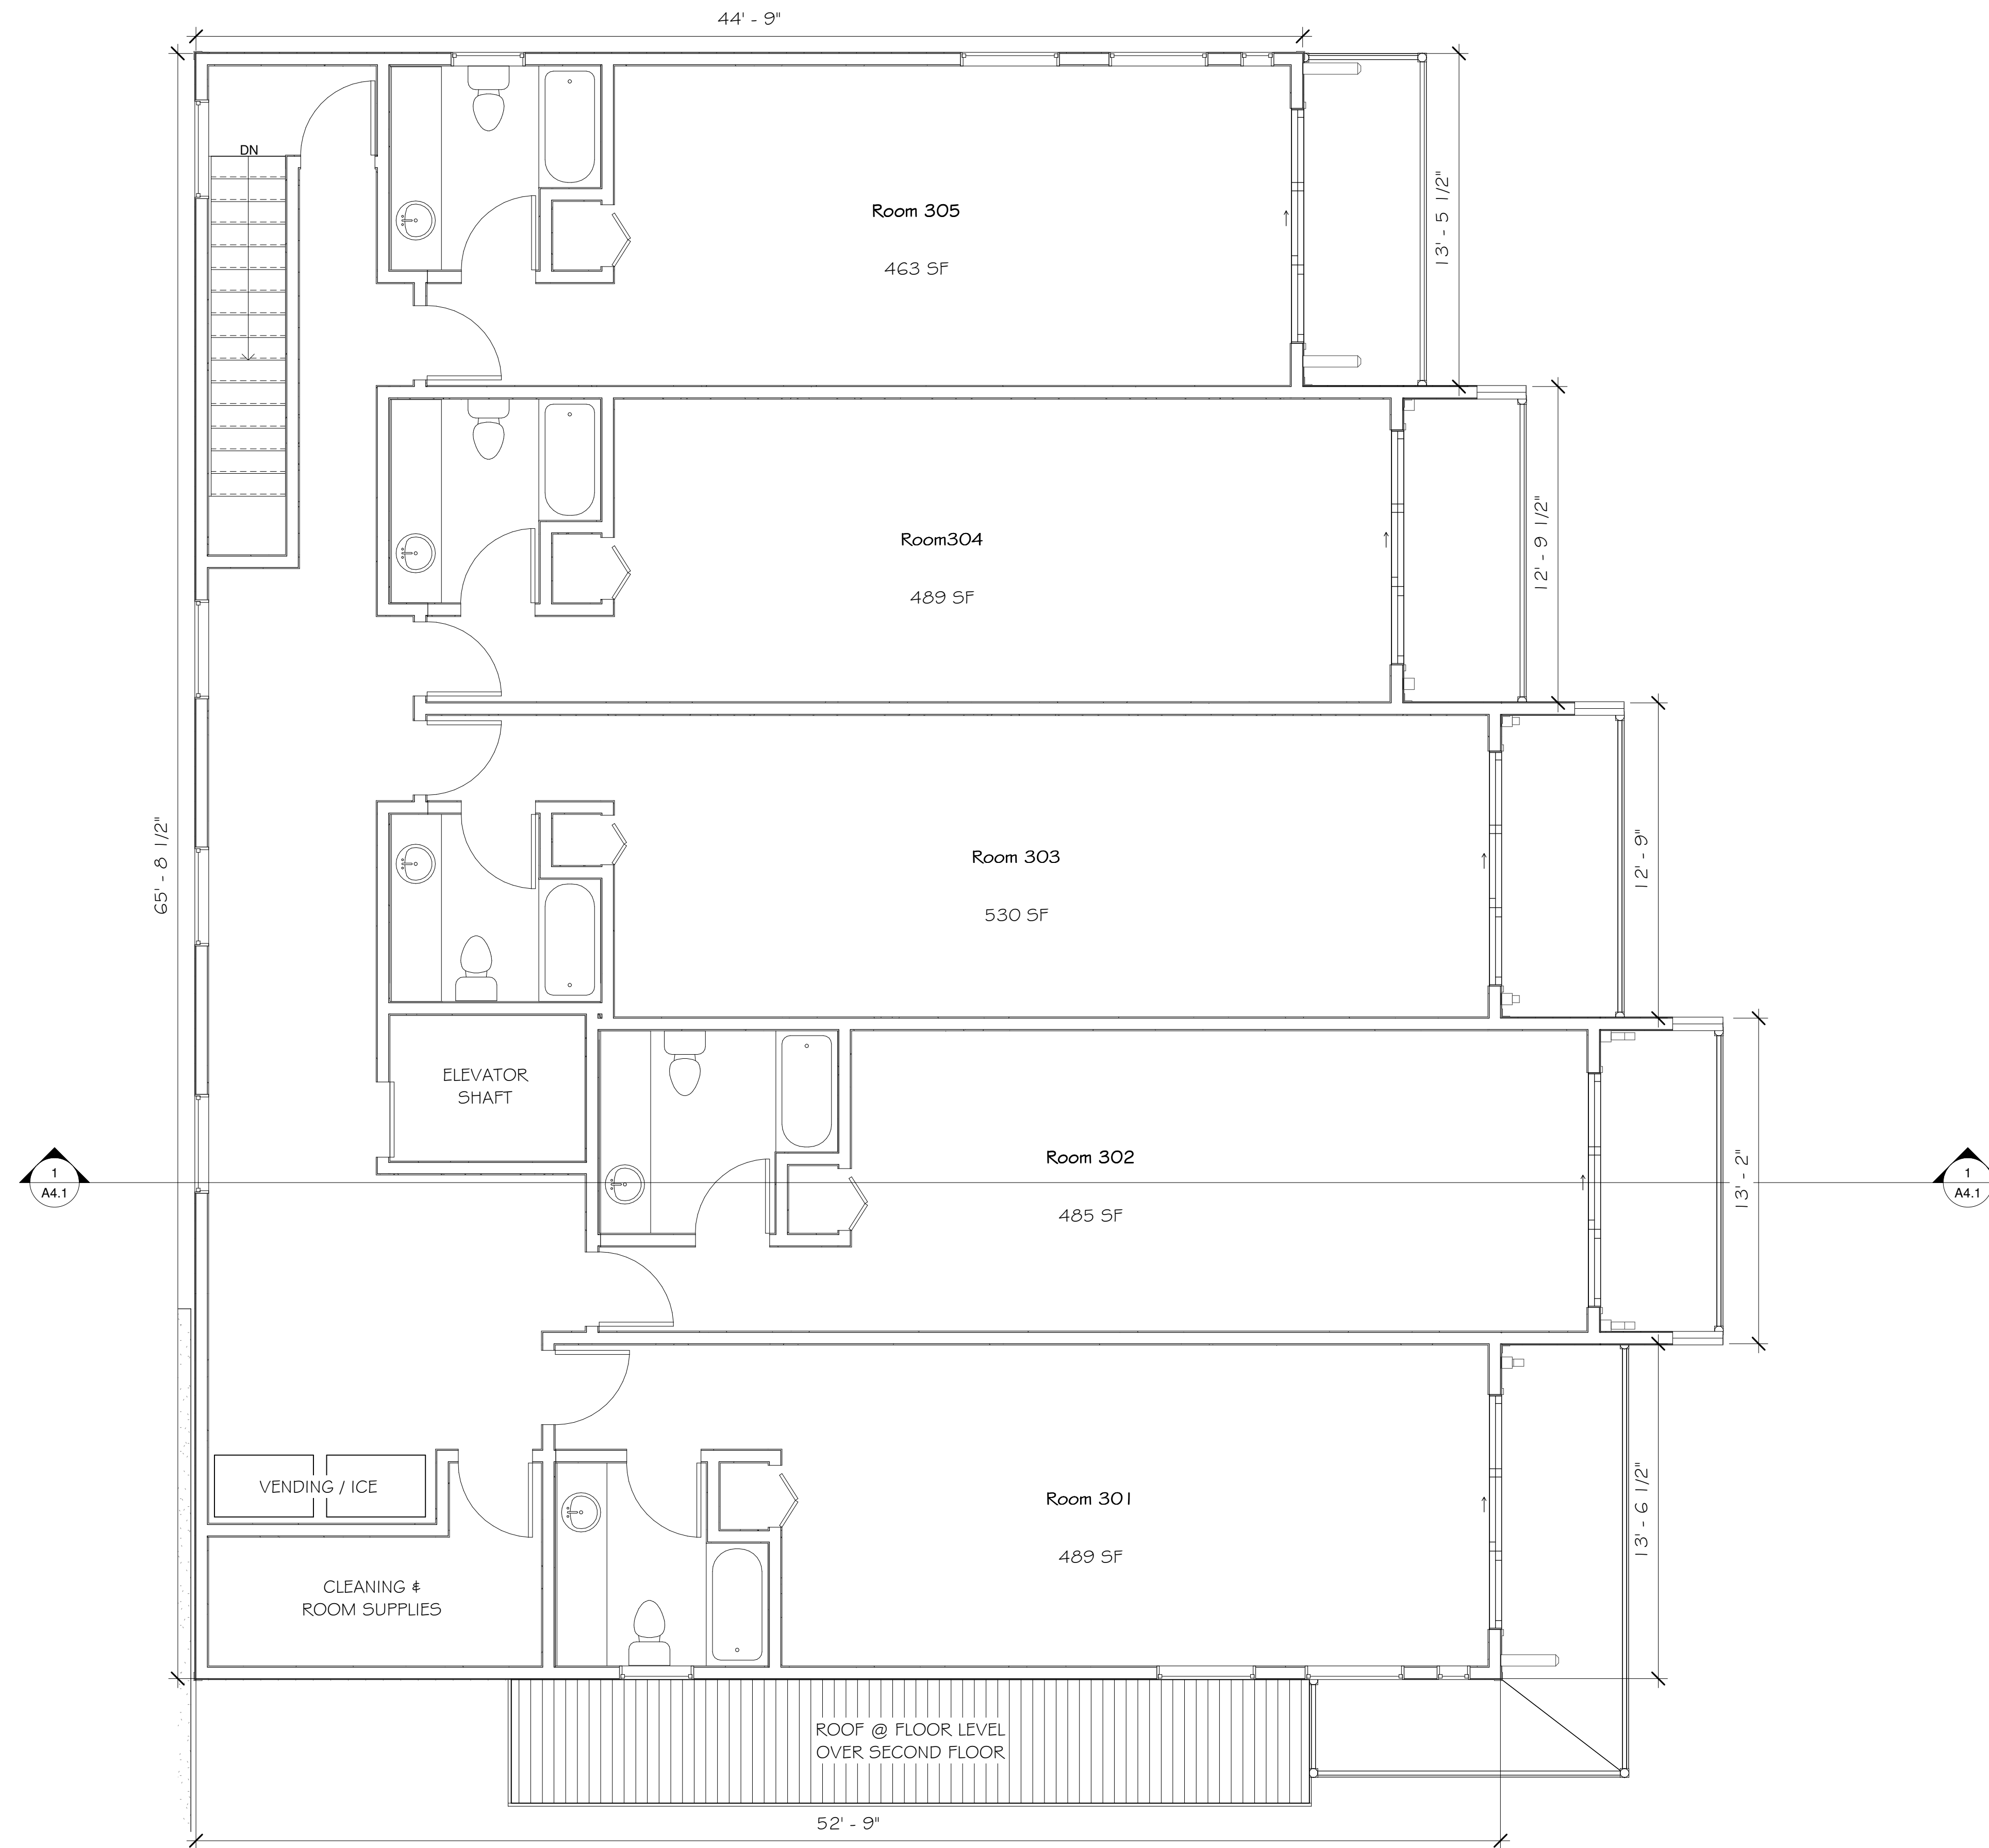 44' - 9"
DN
13' - 5 1/2"
Room 305
463 SF
12' - 9 1/2"
Room304
489 SF
65' - 8 1/2"
12' - 9"
Room 303
530 SF
ELEVATOR
SHAFT
1
A4.1
Room 302
485 SF
13' - 2"
1
A4.1
VENDING / ICE
Room 301
489 SF
13' - 6 1/2"
CLEANING &
ROOM SUPPLIES
ROOF @ FLOOR LEVEL
OVER SECOND FLOOR
52' - 9"